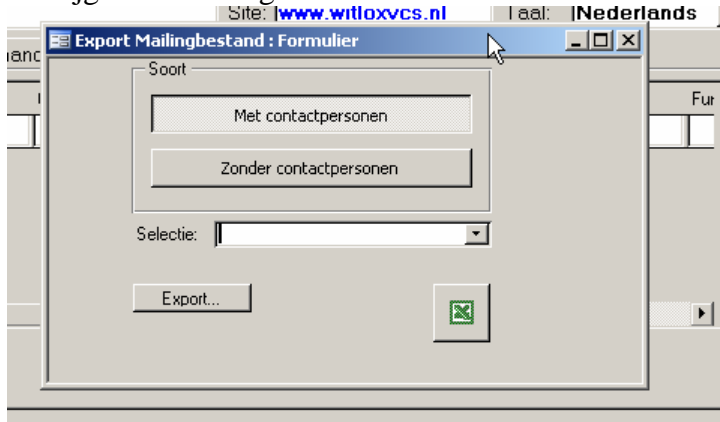 Site: www.witloxvcs.nl Taal: Nederlands
Export Mailingbestand : Formulier
Soort
Fur
Met contactpersonen
Zonder contactpersonen
Selectie:
Export...